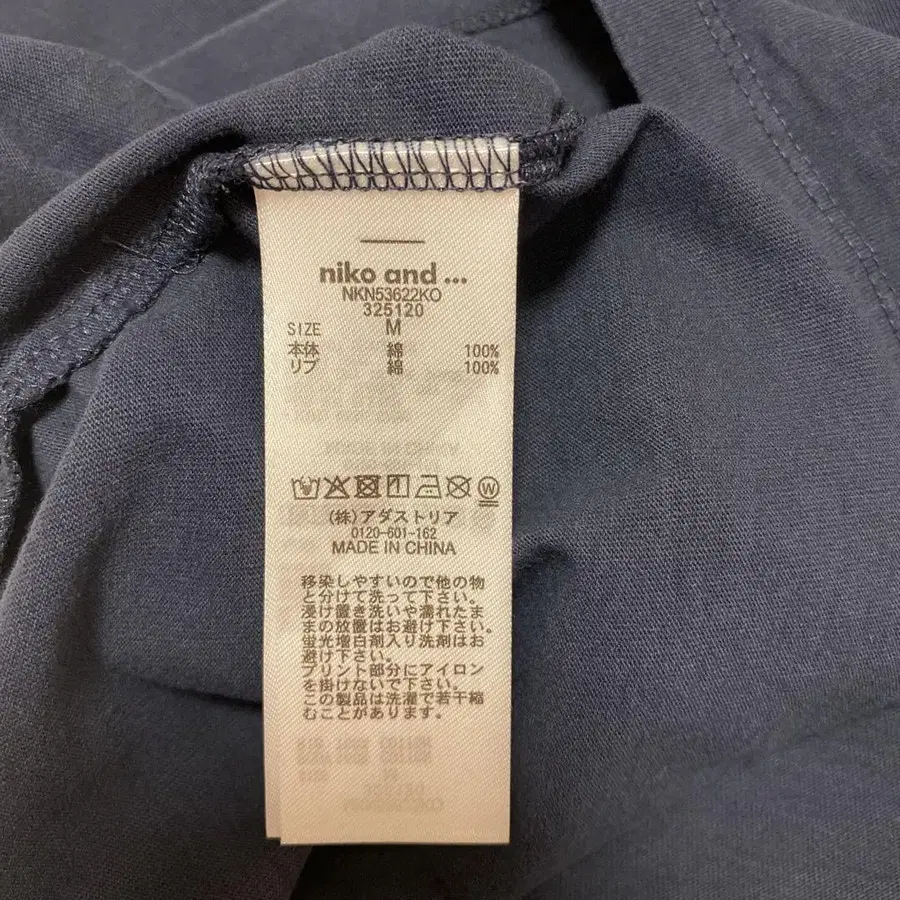 niko and ...
NKN53622KO
325120
SIZE M
本体 綿 100%
リブ 綿 100%
W
(株)アダストリア
0120-601-162
MADE IN CHINA
移染しやすいので他の物
と分けて洗って下さい。
浸け置き洗いや濡れたま
まの放置はお避け下さい。
蛍光増白剤入り洗剤はお
避け下さい。
プリント部分にアイロン
を掛けないで下さい。
この製品は洗濯で若干縮
むことがあります。